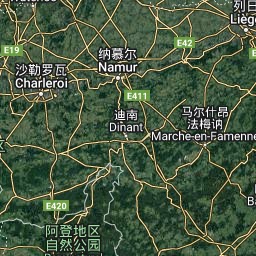 列日
Liège
E19
E42
纳慕尔
Namur
沙勒罗瓦
Charleroi
E411
迪南
Dinant
马尔什昂
法梅讷
Marche-en-Famenne
E420
阿登地区
自然公园